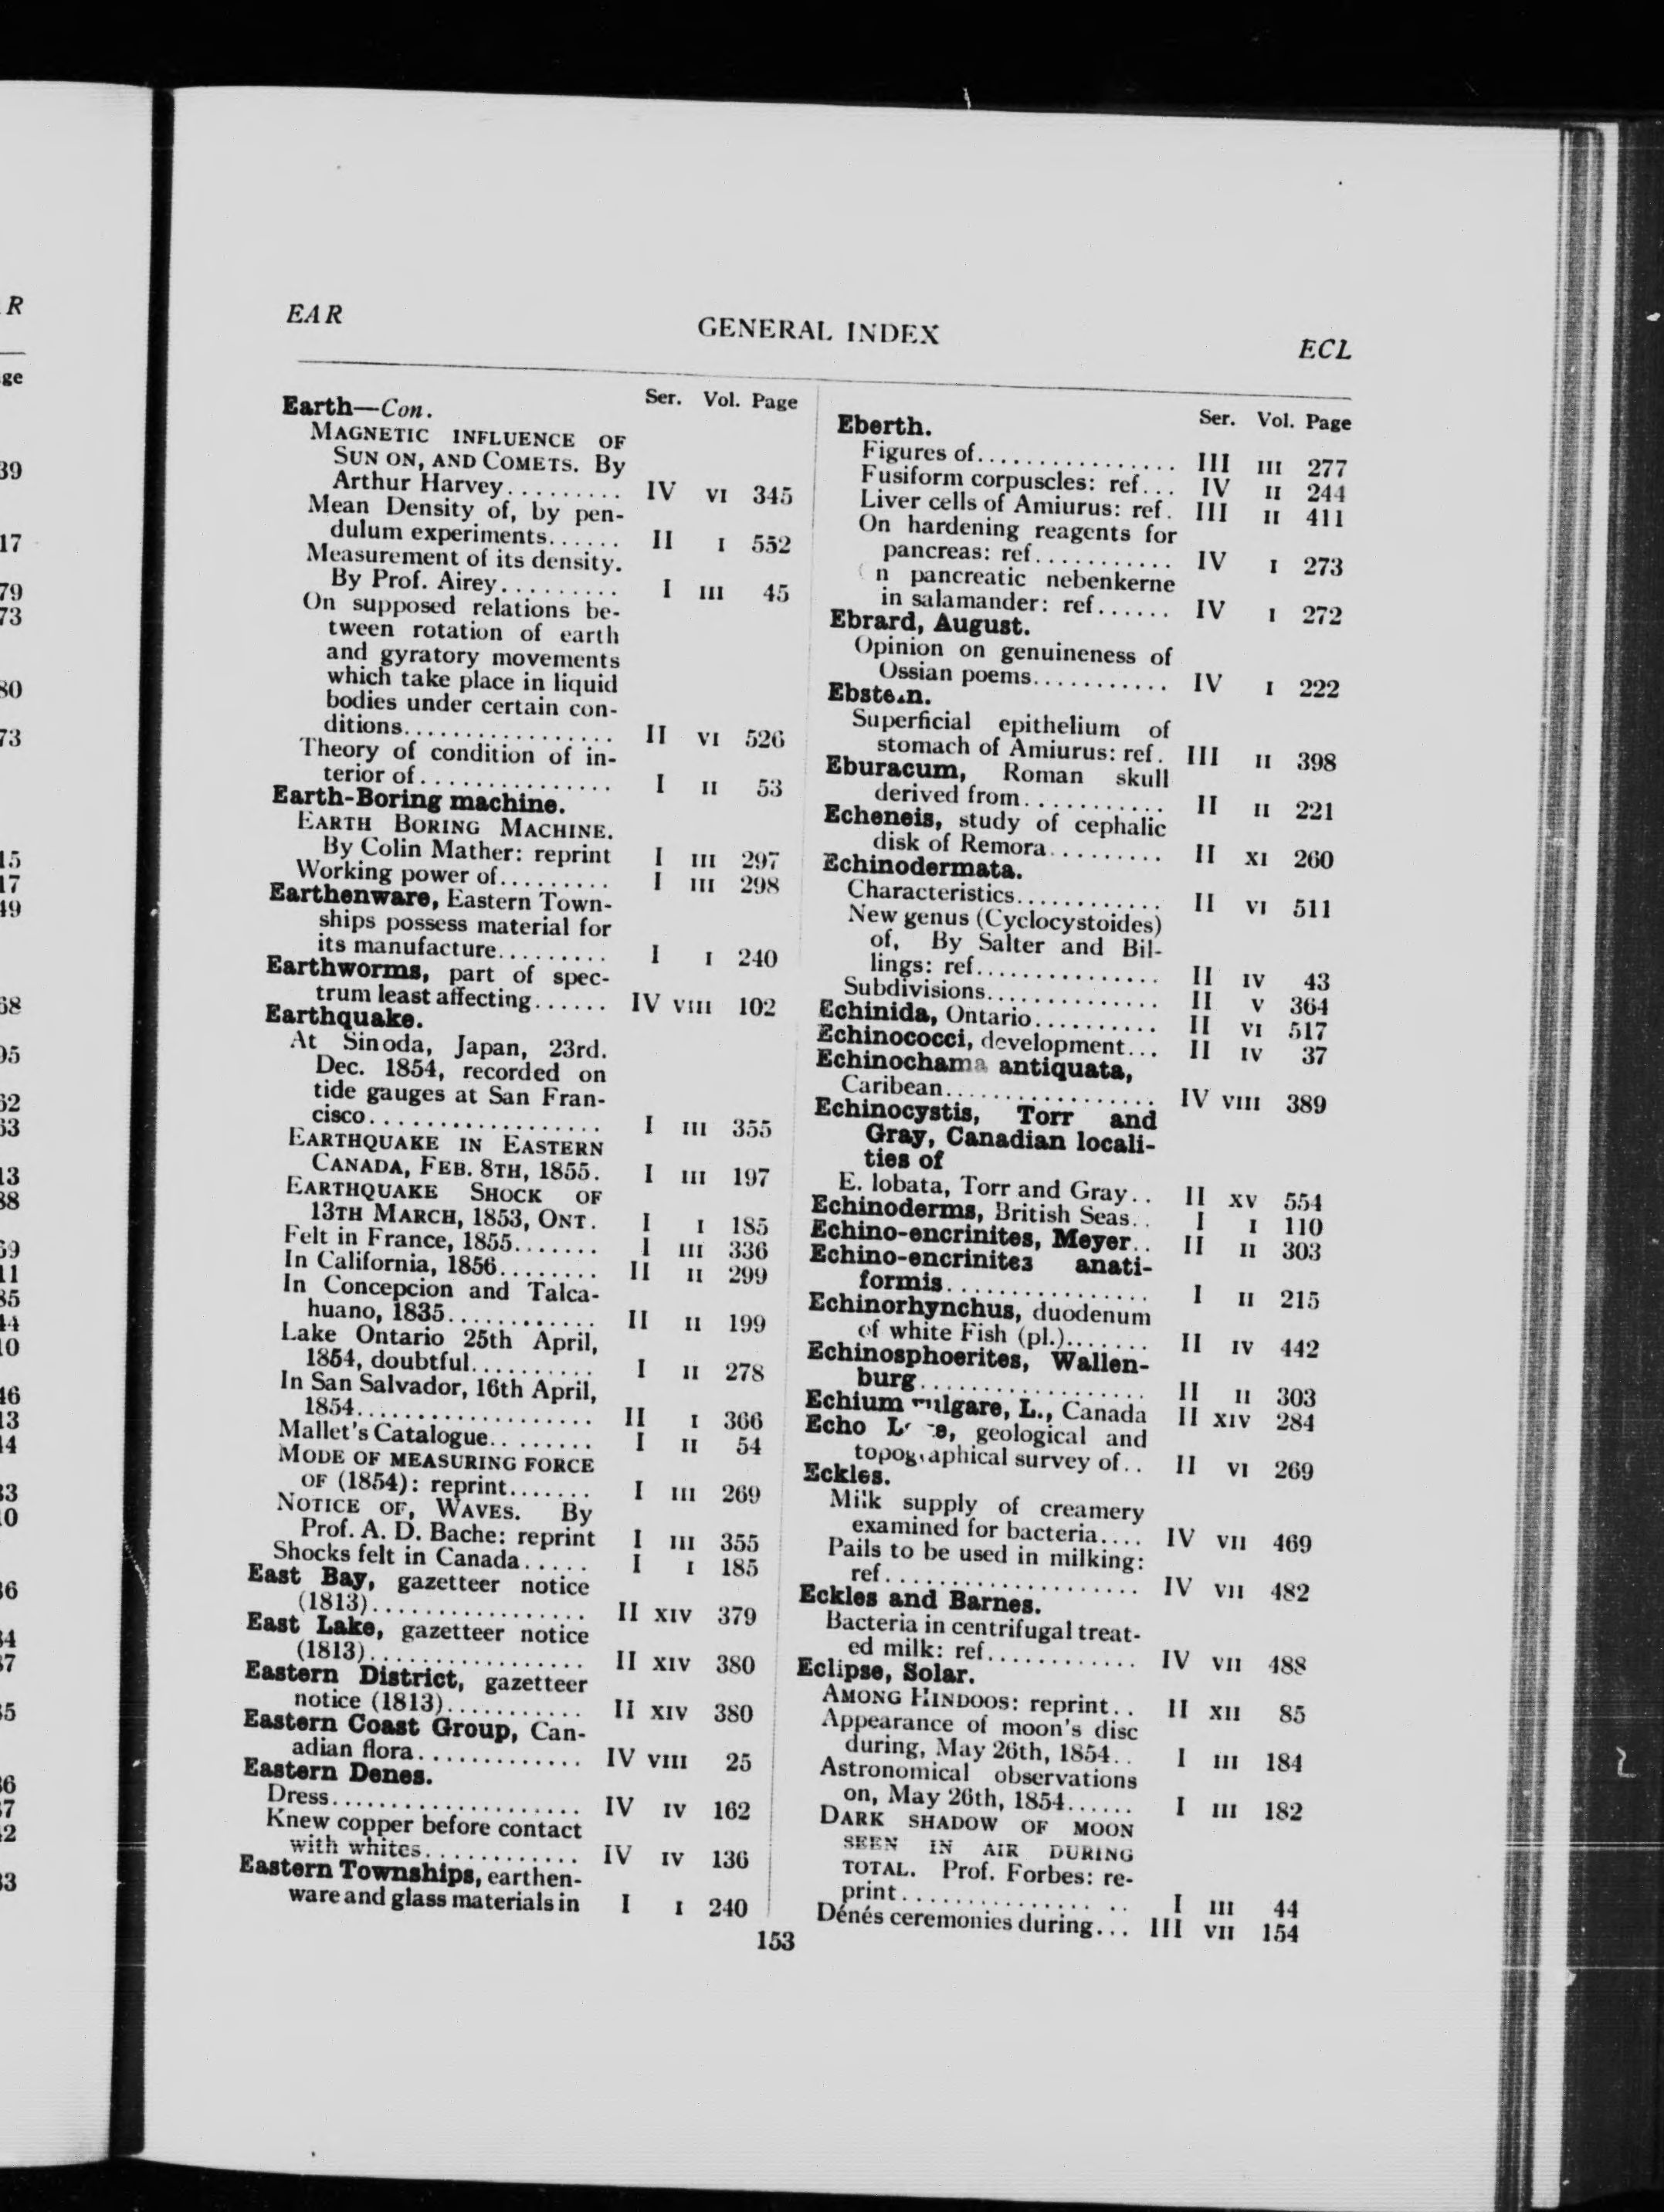 EAR
GENERAL INDEX
ECL
Ser. Vol. Page
Earth—Con.
MAGNETIC INFLUENCE OF
SUN ON, AND COMETS. By
Arthur Harvey......... IV VI 345
Mean Density of, by pen-
dulum experiments...... II I 552
Measurement of its density.
By Prof. Airey......... I III 45
On supposed relations be-
tween rotation of earth
and gyratory movements
which take place in liquid
bodies under certain con-
ditions................. II VI 526
Theory of condition of in-
terior of.............. I II 53
Earth-Boring machine.
EARTH BORING MACHINE.
By Colin Mather: reprint I III 297
Working power of......... I III 298
Earthenware, Eastern Town-
ships possess material for
its manufacture......... I I 240
Earthworms, part of spec-
trum least affecting...... IV VIII 102
Earthquake.
At Sinoda, Japan, 23rd.
Dec. 1854, recorded on
tide gauges at San Fran-
cisco.................. I III 355
EARTHQUAKE IN EASTERN
CANADA, FEB. 8TH, 1855. I III 197
EARTHQUAKE SHOCK OF
13TH MARCH, 1853, ONT. I I 185
Felt in France, 1855....... I III 336
In California, 1856........ II II 299
In Concepcion and Talca-
huano, 1835............. II II 199
Lake Ontario 25th April,
1854, doubtful.......... I II 278
In San Salvador, 16th April,
1854.................... II I 366
Mallet's Catalogue......... I II 54
MODE OF MEASURING FORCE
OF (1854): reprint....... I III 269
NOTICE OF, WAVES. By
Prof. A. D. Bache: reprint I III 355
Shocks felt in Canada..... I I 185
East Bay, gazetteer notice
(1813)................. II XIV 379
East Lake, gazetteer notice
(1813)................. II XIV 380
Eastern District, gazetteer
notice (1813)........... II XIV 380
Eastern Coast Group, Can-
adian flora............. IV VIII 25
Eastern Denes.
Dress.................... IV IV 162
Knew copper before contact
with whites............ IV IV 136
Eastern Townships, earthen-
ware and glass materials in I I 240
Ser. Vol. Page
Eberth.
Figures of................ III III 277
Fusiform corpuscles: ref... IV II 244
Liver cells of Amiurus: ref. III II 411
On hardening reagents for
pancreas: ref........... IV I 273
n pancreatic nebenkerne
in salamander: ref...... IV I 272
Ebrard, August.
Opinion on genuineness of
Ossian poems........... IV I 222
Superficial epithelium of
stomach of Amiurus: ref. III II 398
Eburacum, Roman skull
derived from........... II II 221
Echeneis, study of cephalic
disk of Remora......... II XI 260
Echinodermata.
Characteristics............ II VI 511
New genus (Cyclocystoides)
of, By Salter and Bil-
lings: ref............... II IV 43
Subdivisions.............. II V 364
Echinida, Ontario.......... II VI 517
Echinococci, development... II IV 37
Echinochama antiquata,
Caribean................. IV VIII 389
Echinocystis, Torr and
Gray, Canadian locali-
ties of
E. lobata, Torr and Gray.. II XV 554
Echinoderms, British Seas.. I I 110
Echino-encrinites, Meyer.. II II 303
Echino-encrinites anati-
formis................ I II 215
Echinorhynchus, duodenum
of white Fish (pl.)....... II IV 442
Echinosphoerites, Wallen-
burg.................. II II 303
Echium vulgare, L., Canada II XIV 284
Echo geological and
topographical survey of.. II VI 269
Eckles.
Milk supply of creamery
examined for bacteria.... IV VII 469
Pails to be used in milking:
ref..................... IV VII 482
Eckles and Barnes.
Bacteria in centrifugal treat-
ed milk: ref............ IV VII 488
Eclipse, Solar.
AMONG HINDOOS: reprint.. II XII 85
Appearance of moon's disc
during, May 26th, 1854.. I III 184
Astronomical observations
on, May 26th, 1854...... I III 182
DARK SHADOW OF MOON
SEEN IN AIR DURING
TOTAL. Prof. Forbes: re-
print.................. I III 44
Dénés ceremonies during... III VII 154
153